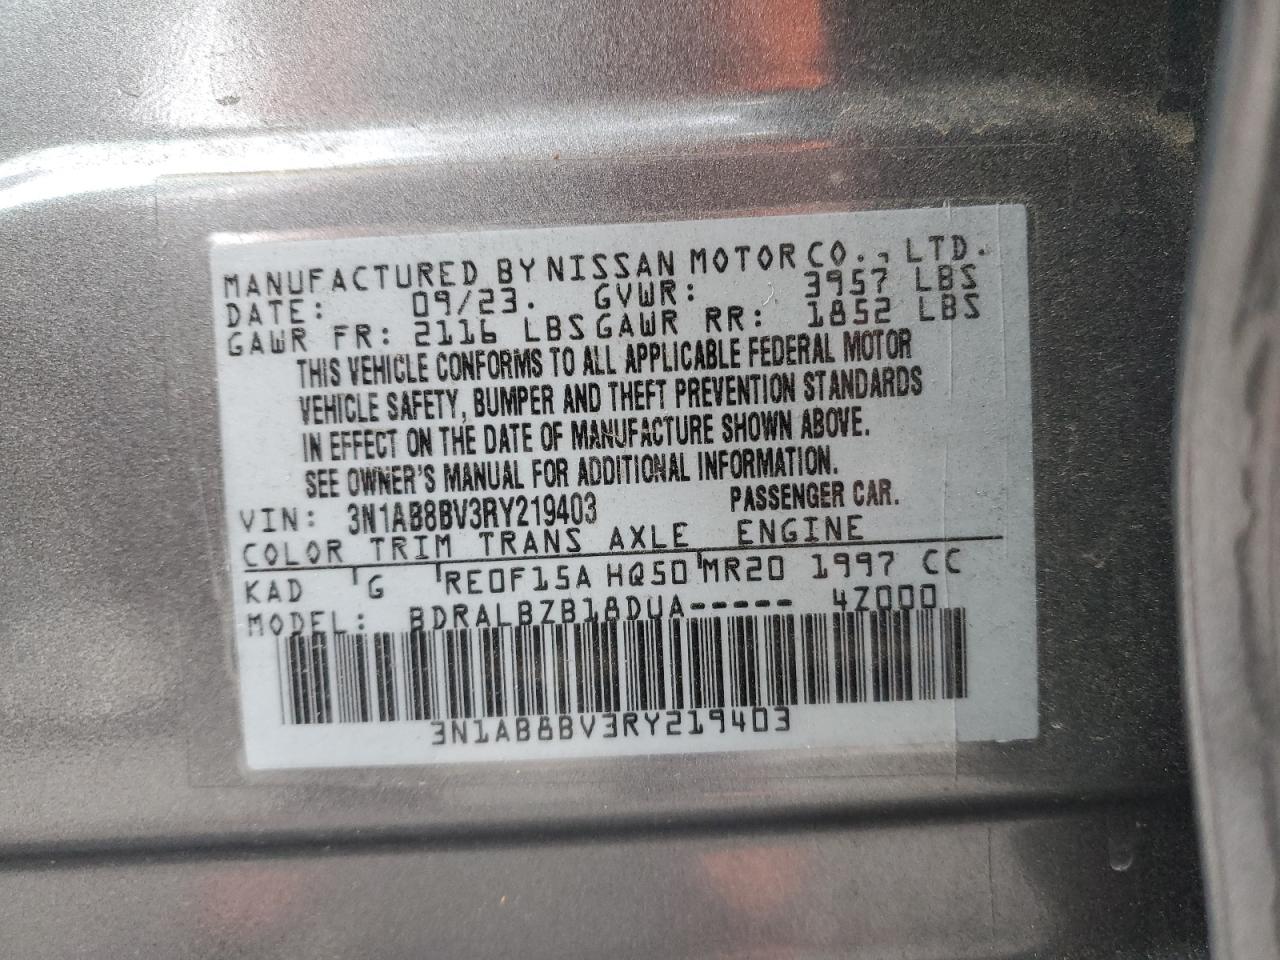 MANUFACTURED BY NISSAN MOTOR CO., LTD.
DATE: 09/23. GVWR: 3957 LBS
GAWR FR: 2116 LBS GAWR RR: 1852 LBS
THIS VEHICLE CONFORMS TO ALL APPLICABLE FEDERAL MOTOR
VEHICLE SAFETY, BUMPER AND THEFT PREVENTION STANDARDS
IN EFFECT ON THE DATE OF MANUFACTURE SHOWN ABOVE.
SEE OWNER'S MANUAL FOR ADDITIONAL INFORMATION.
VIN: 3N1AB8BV3RY219403 PASSENGER CAR.
COLOR TRIM TRANS AXLE ENGINE
KAD G RE0F15A HQ50 MR20 1997 CC
MODEL: BDRALBZB18DUA----- 4Z000
3N1AB8BV3RY219403